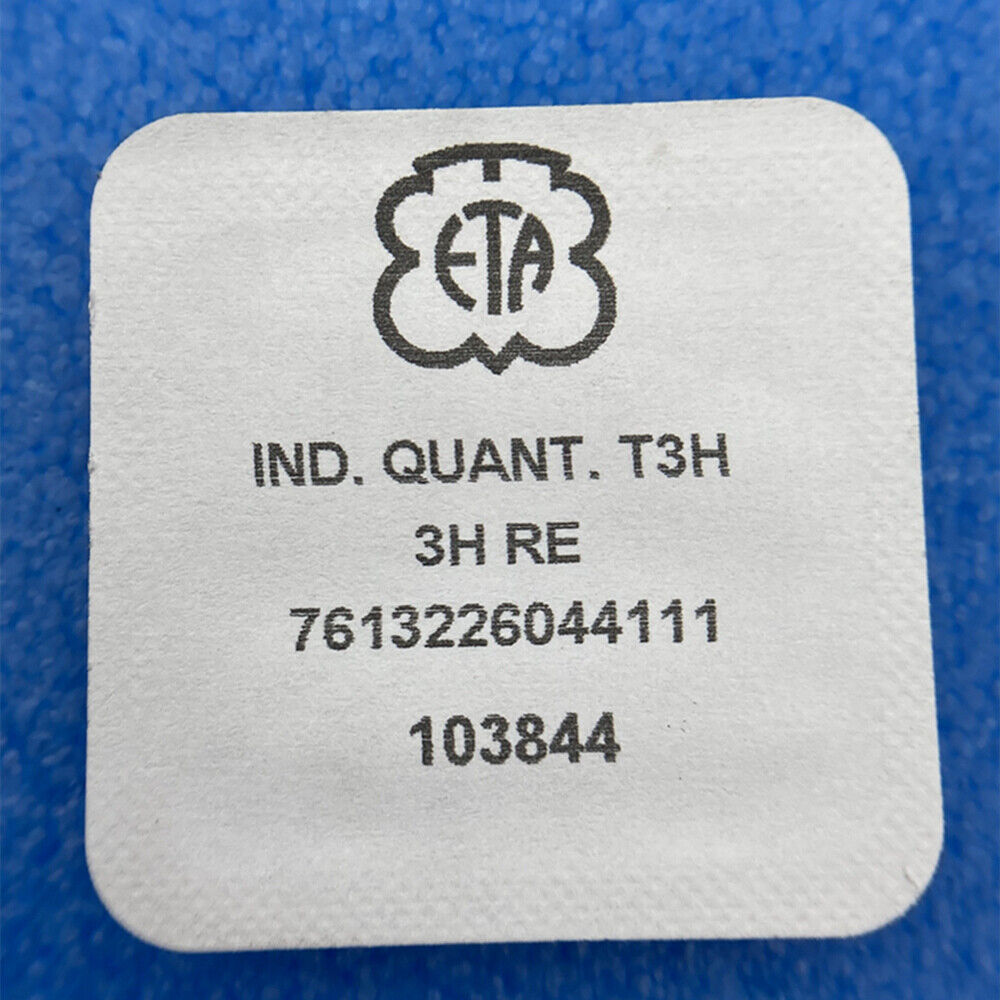 ETA
IND. QUANT. T3H
3H RE
7613226044111
103844